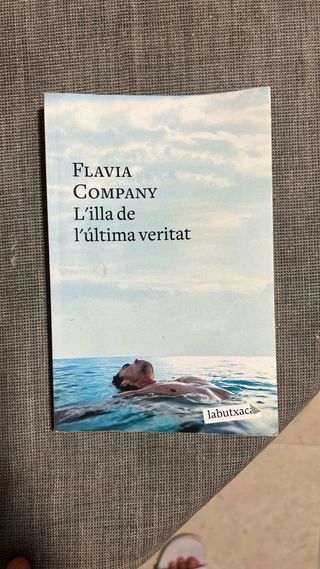 FLAVIA
COMPANY
L'illa de
l'última veritat
labutxaca